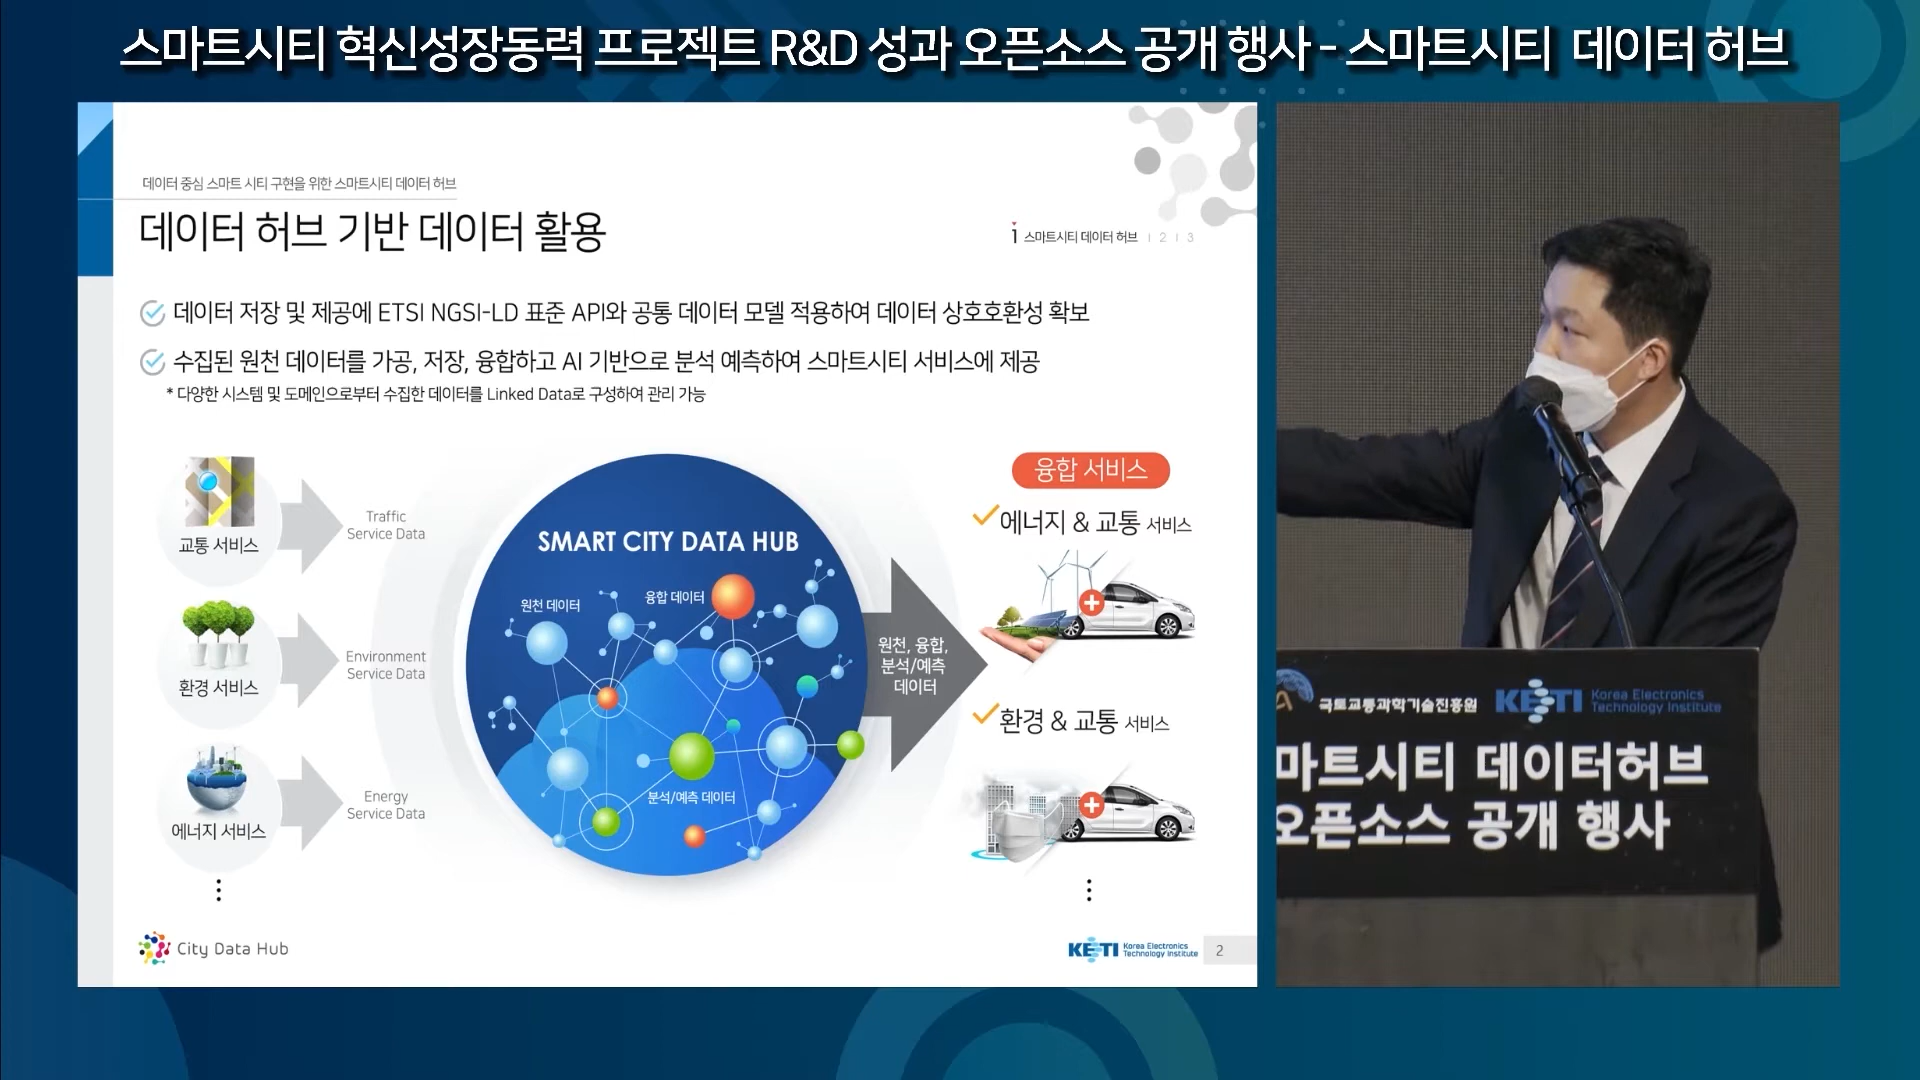 스마트시티 혁신성장동력 프로젝트 R&D 성과 오픈소스 공개 행사 - 스마트시티 데이터 허브
데이터 중심 스마트 시티 구현을 위한 스마트시티 데이터 허브
데이터 허브 기반 데이터 활용
1 스마트시티 데이터 허브 | 2 | 3
데이터 저장 및 제공에 ETSI NGSI-LD 표준 API와 공통 데이터 모델 적용하여 데이터 상호호환성 확보
수집된 원천 데이터를 가공, 저장, 융합하고 AI 기반으로 분석 예측하여 스마트시티 서비스에 제공
* 다양한 시스템 및 도메인으로부터 수집한 데이터를 Linked Data로 구성하여 관리 가능
교통 서비스
Traffic
Service Data
환경 서비스
Environment
Service Data
에너지 서비스
Energy
Service Data
SMART CITY DATA HUB
원천 데이터
융합 데이터
분석/예측 데이터
원천, 융합,
분석/예측
데이터
융합 서비스
에너지 & 교통 서비스
환경 & 교통 서비스
City Data Hub
KETI Korea Electronics
Technology Institute
2
국토교통과학기술진흥원
KETI Korea Electronics
Technology Institute
마트시티 데이터허브
오픈소스 공개 행사